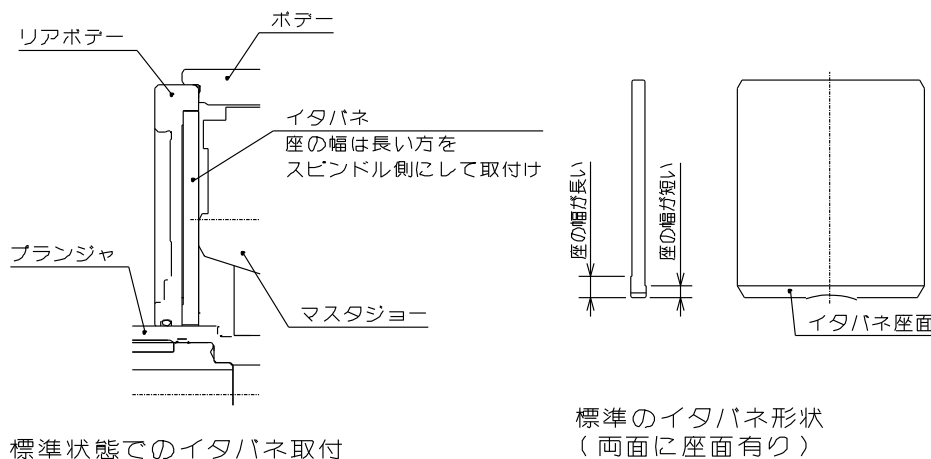 ボデー
リアボデー
イタバネ
座の幅は長い方を
スピンドル側にして取付け
プランジャ
マスタジョー
標準状態でのイタバネ取付
座の幅が長い
座の幅が短い
イタバネ座面
標準のイタバネ形状
(両面に座面有り)